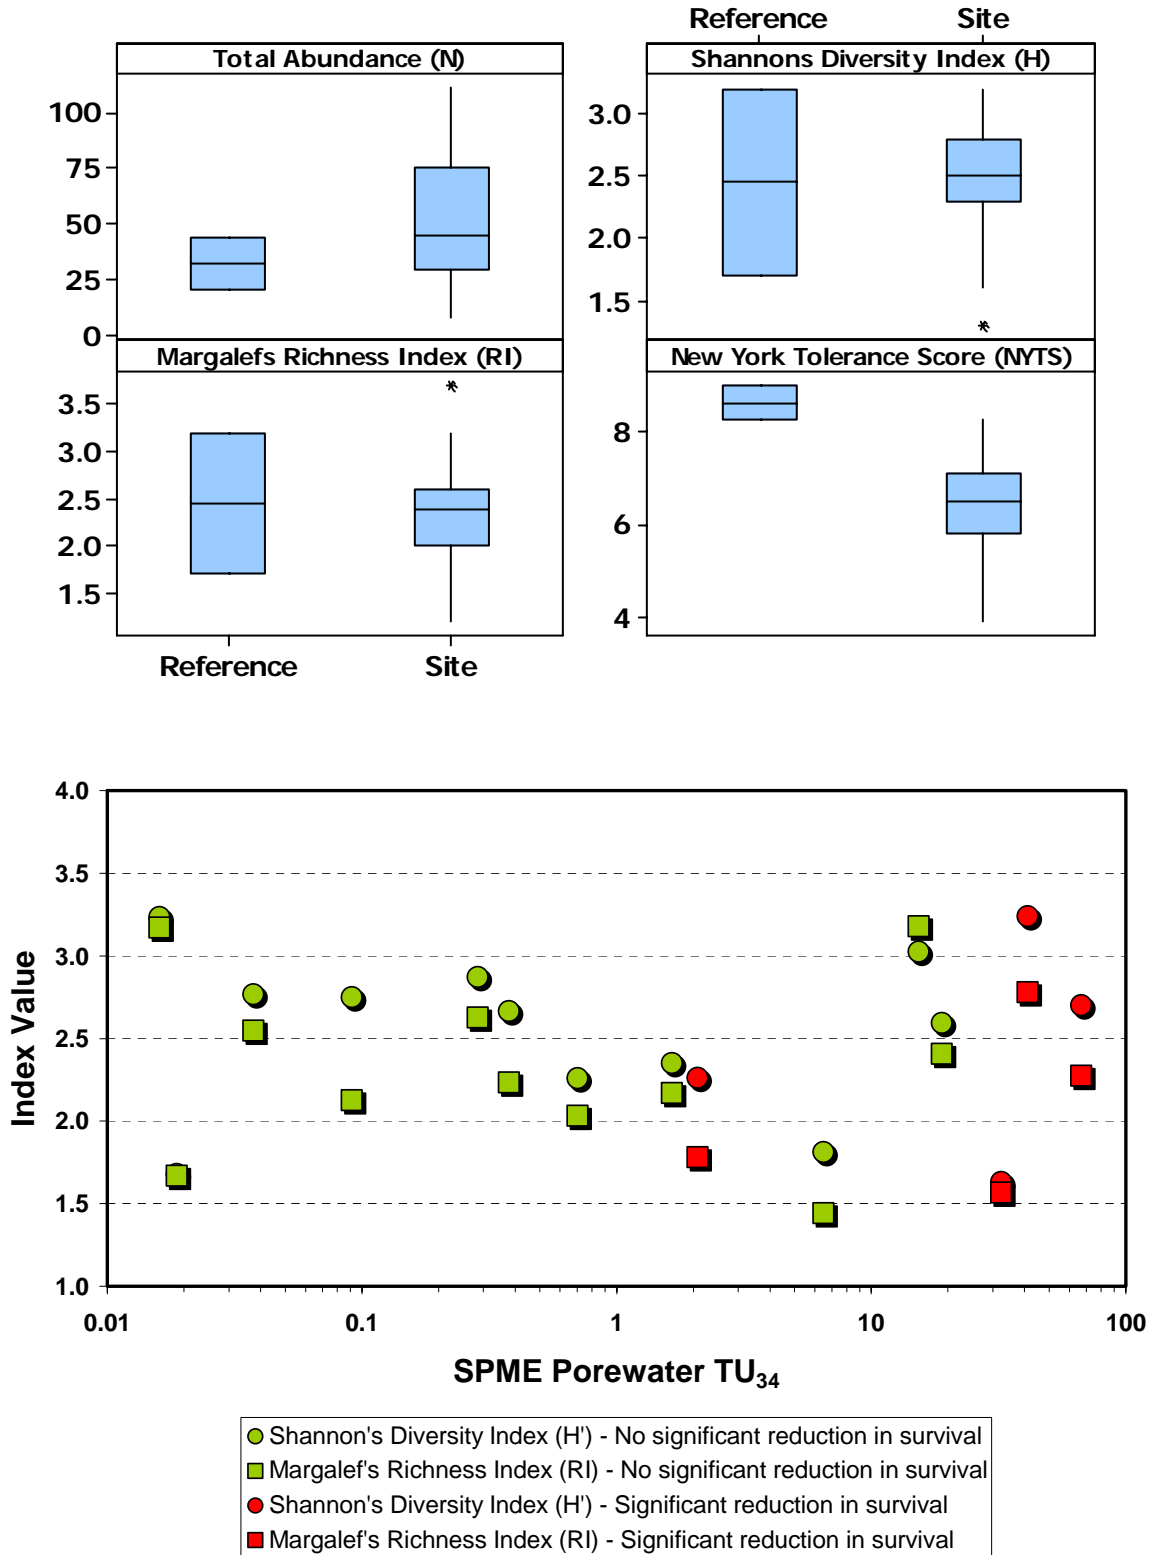 Reference Site
Total Abundance (N)
Shannons Diversity Index (H)
100
75
50
25
0
3.0
2.5
2.0
1.5
Margalefs Richness Index (RI)
New York Tolerance Score (NYTS)
3.5
3.0
2.5
2.0
1.5
8
6
4
Reference Site
4.0
3.5
3.0
2.5
2.0
1.5
1.0
Index Value
0.01 0.1 1 10 100
SPME Porewater TU34
Shannon's Diversity Index (H') - No significant reduction in survival
Margalef's Richness Index (RI) - No significant reduction in survival
Shannon's Diversity Index (H') - Significant reduction in survival
Margalef's Richness Index (RI) - Significant reduction in survival